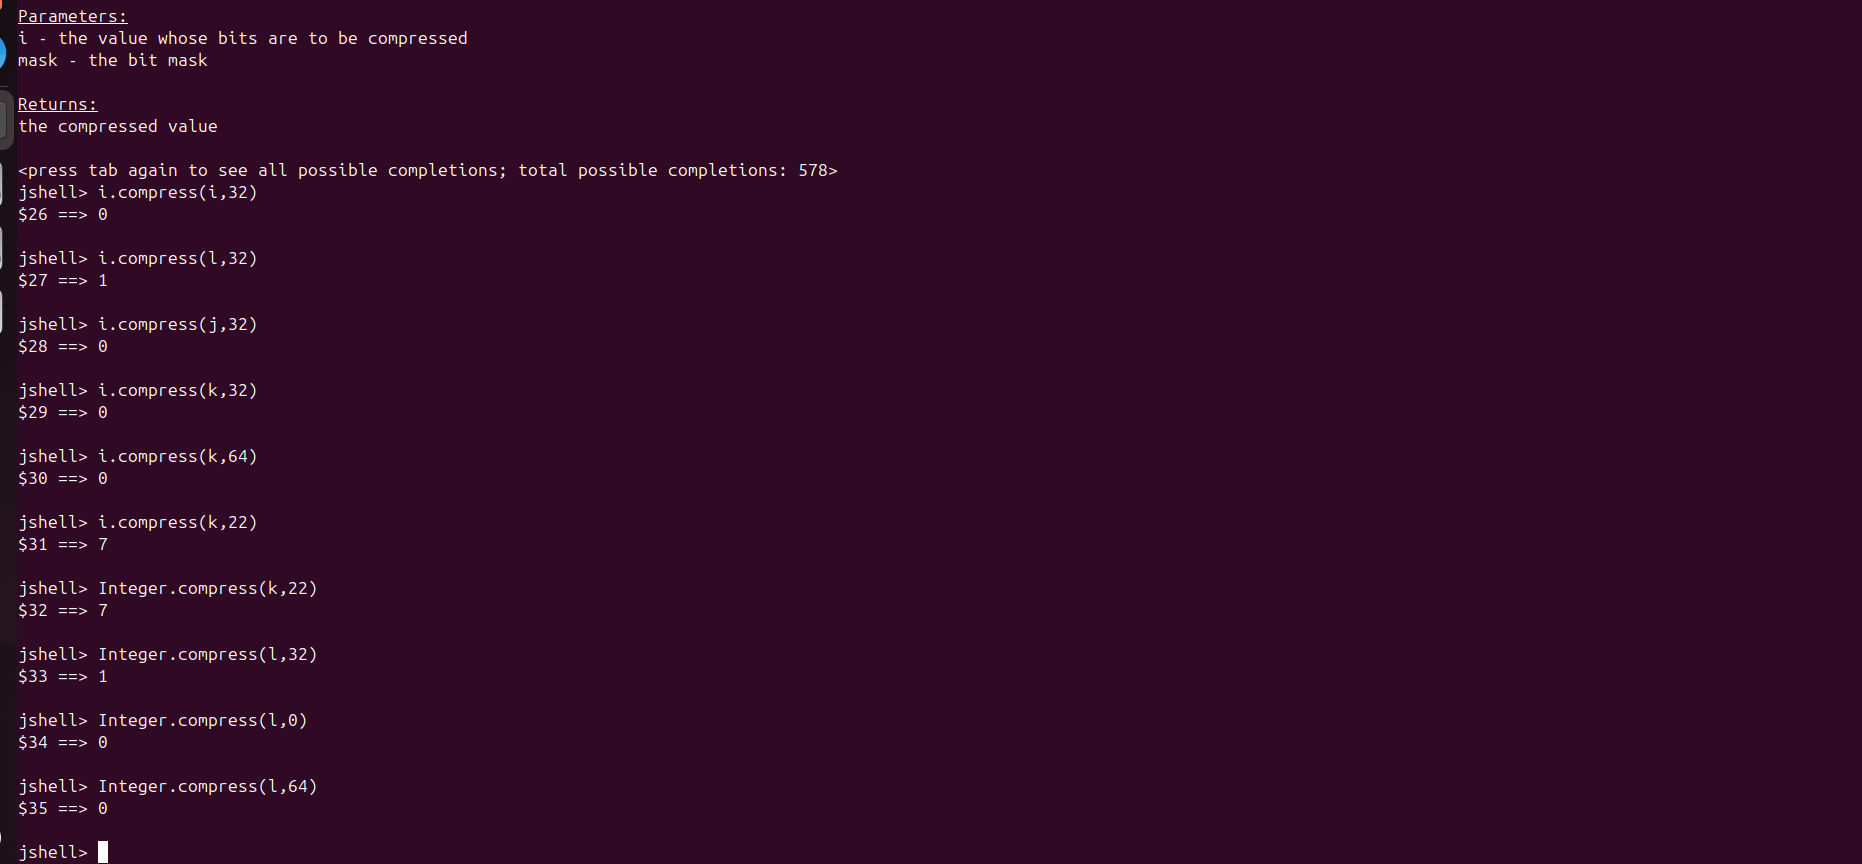 Parameters:
i - the value whose bits are to be compressed
mask - the bit mask
Returns:
the compressed value
<press tab again to see all possible completions; total possible completions: 578>
jshell> i.compress(i,32)
$26 ==> 0
jshell> i.compress(l,32)
$27 ==> 1
jshell> i.compress(j,32)
$28 ==> 0
jshell> i.compress(k,32)
$29 ==> 0
jshell> i.compress(k,64)
$30 ==> 0
jshell> i.compress(k,22)
$31 ==> 7
jshell> Integer.compress(k,22)
$32 ==> 7
jshell> Integer.compress(l,32)
$33 ==> 1
jshell> Integer.compress(l,0)
$34 ==> 0
jshell> Integer.compress(l,64)
$35 ==> 0
jshell>